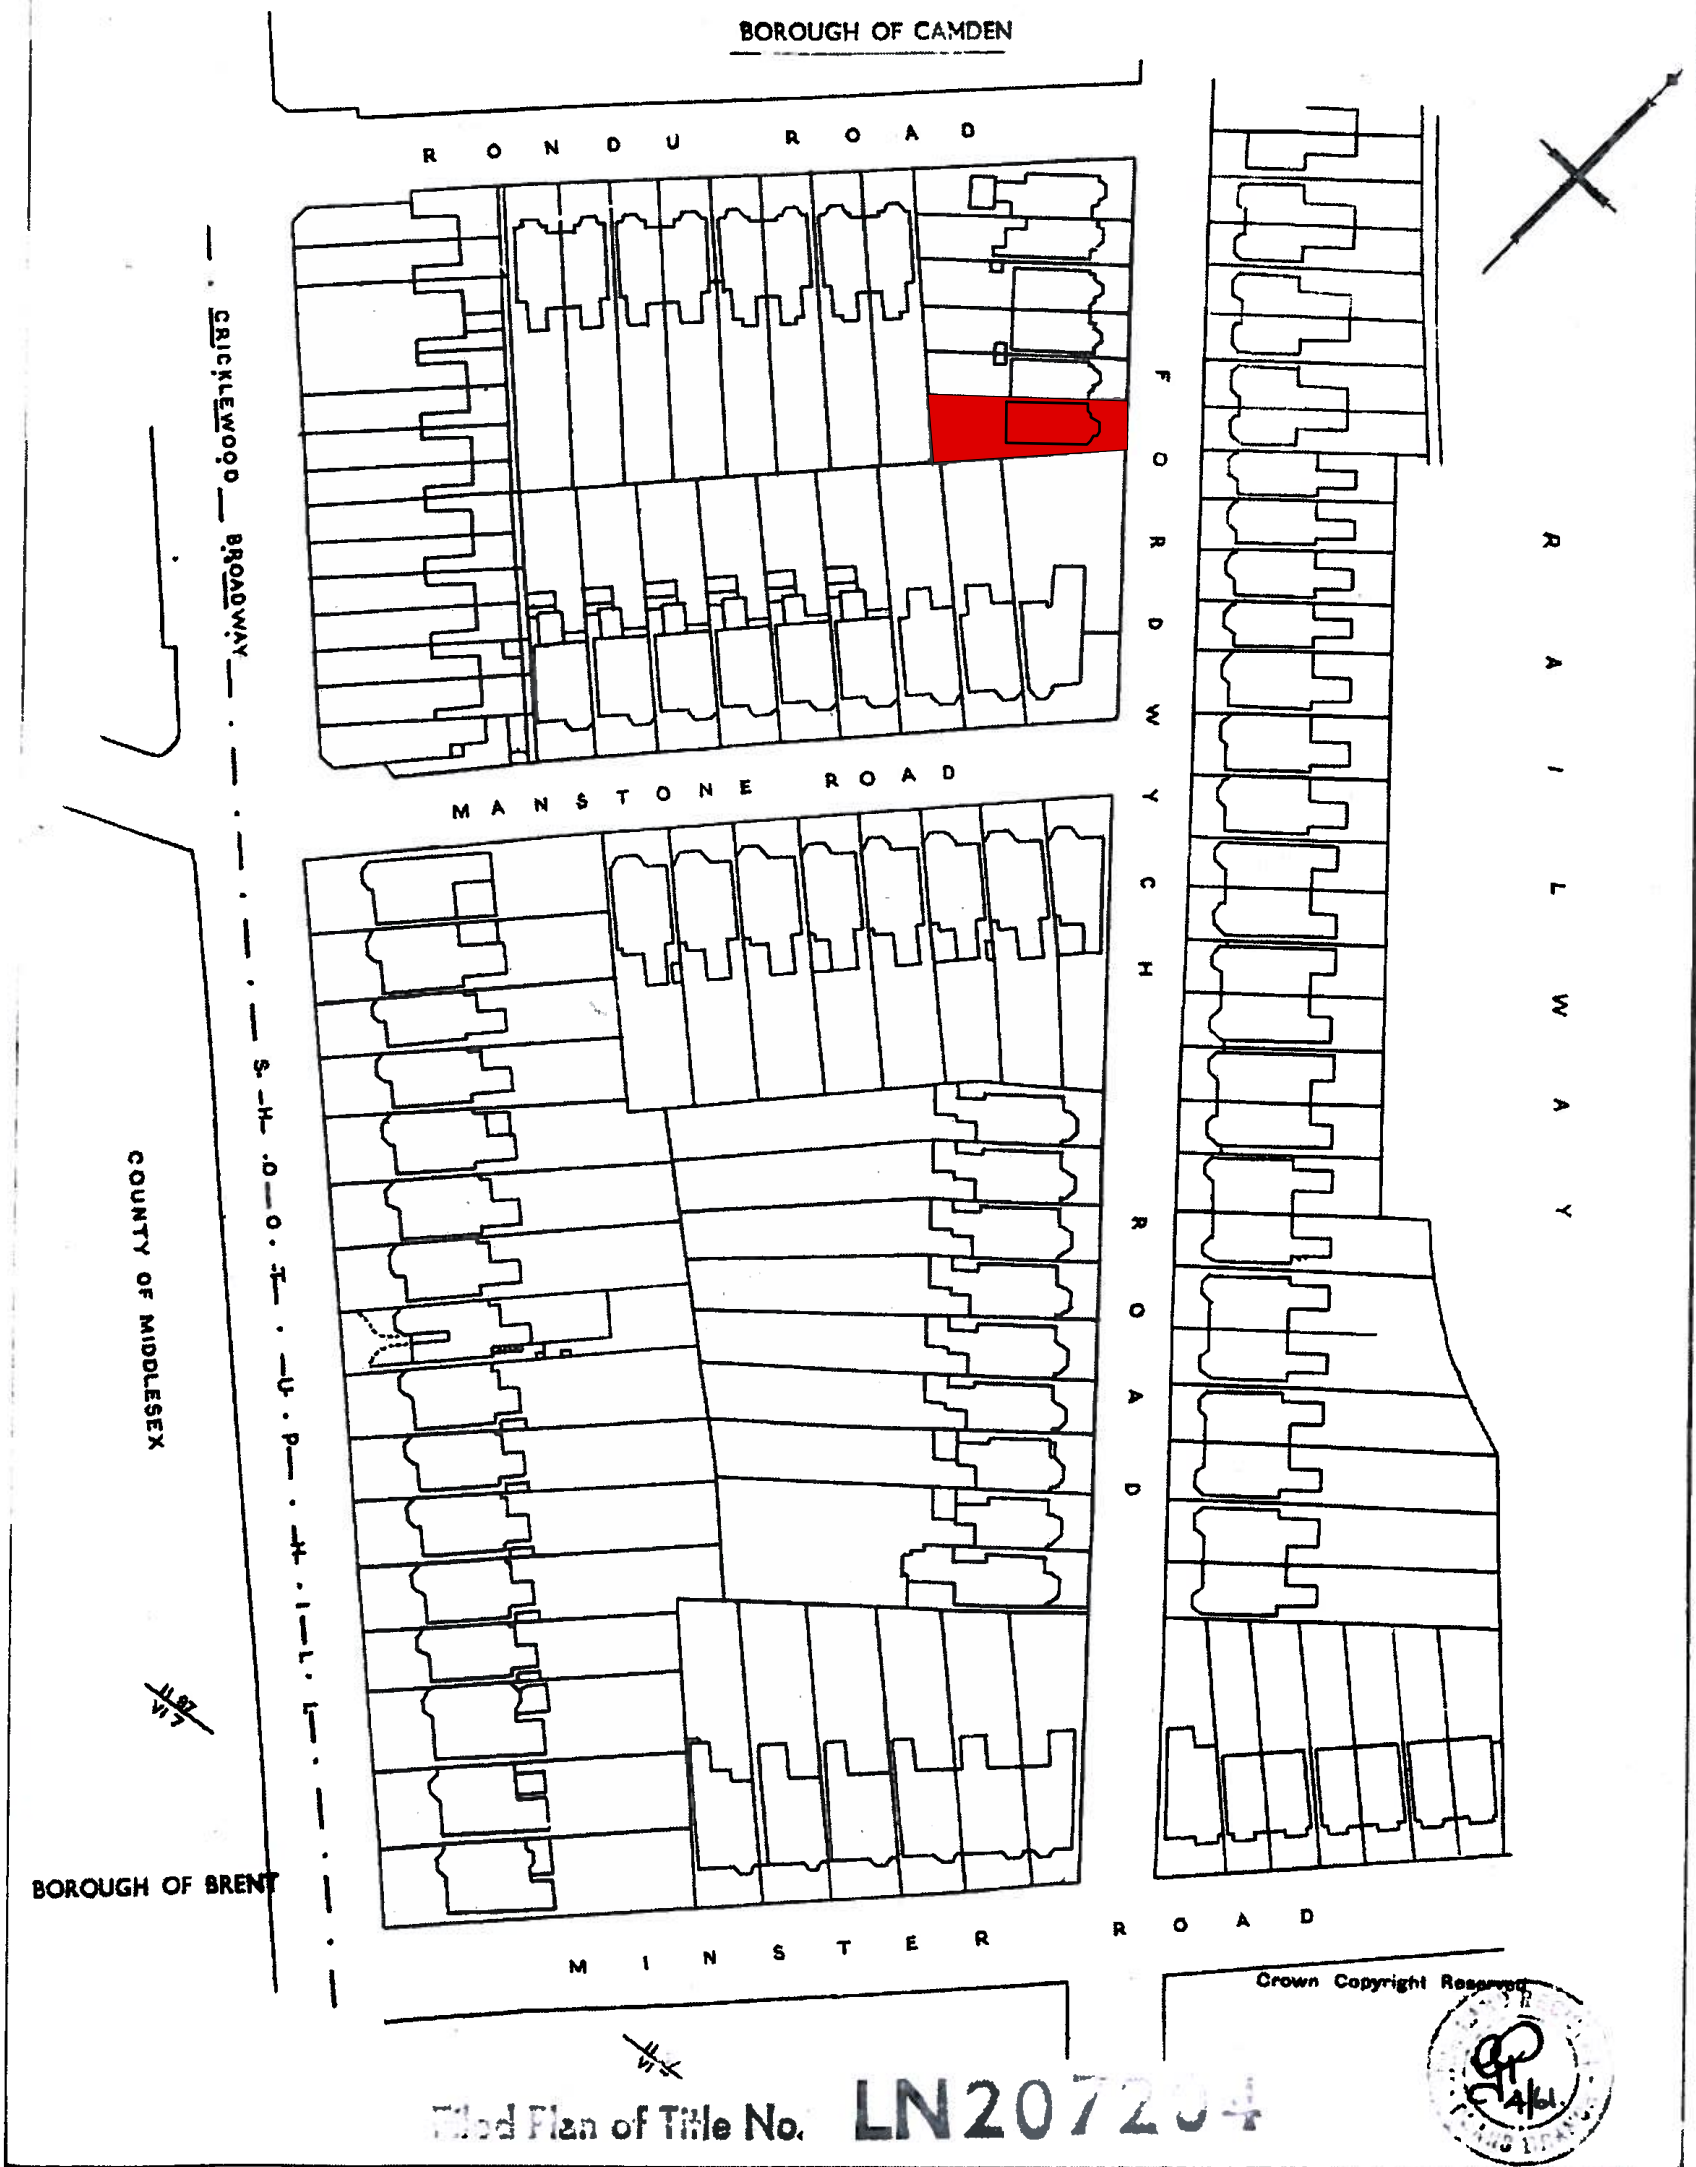 BOROUGH OF CAMDEN
RONDU ROAD
CRICKLEWOOD BROADWAY
FORDWYCH ROAD
RAILWAY
MANSTONE ROAD
SHOOT UP HILL
COUNTY OF MIDDLESEX
BOROUGH OF BRENT
MINSTER ROAD
Crown Copyright Reserved
Filed Plan of Title No. LN207204